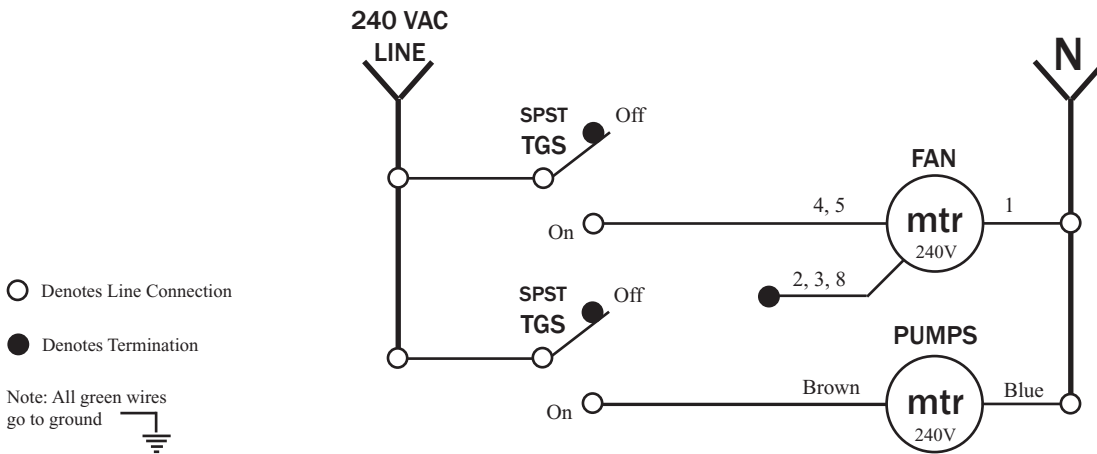 240 VAC
LINE
N
SPST
TGS
Off
FAN
4, 5
mtr
240V
1
On
2, 3, 8
Denotes Line Connection
SPST
TGS
Off
Denotes Termination
PUMPS
Brown
mtr
240V
Blue
On
Note: All green wires
go to ground